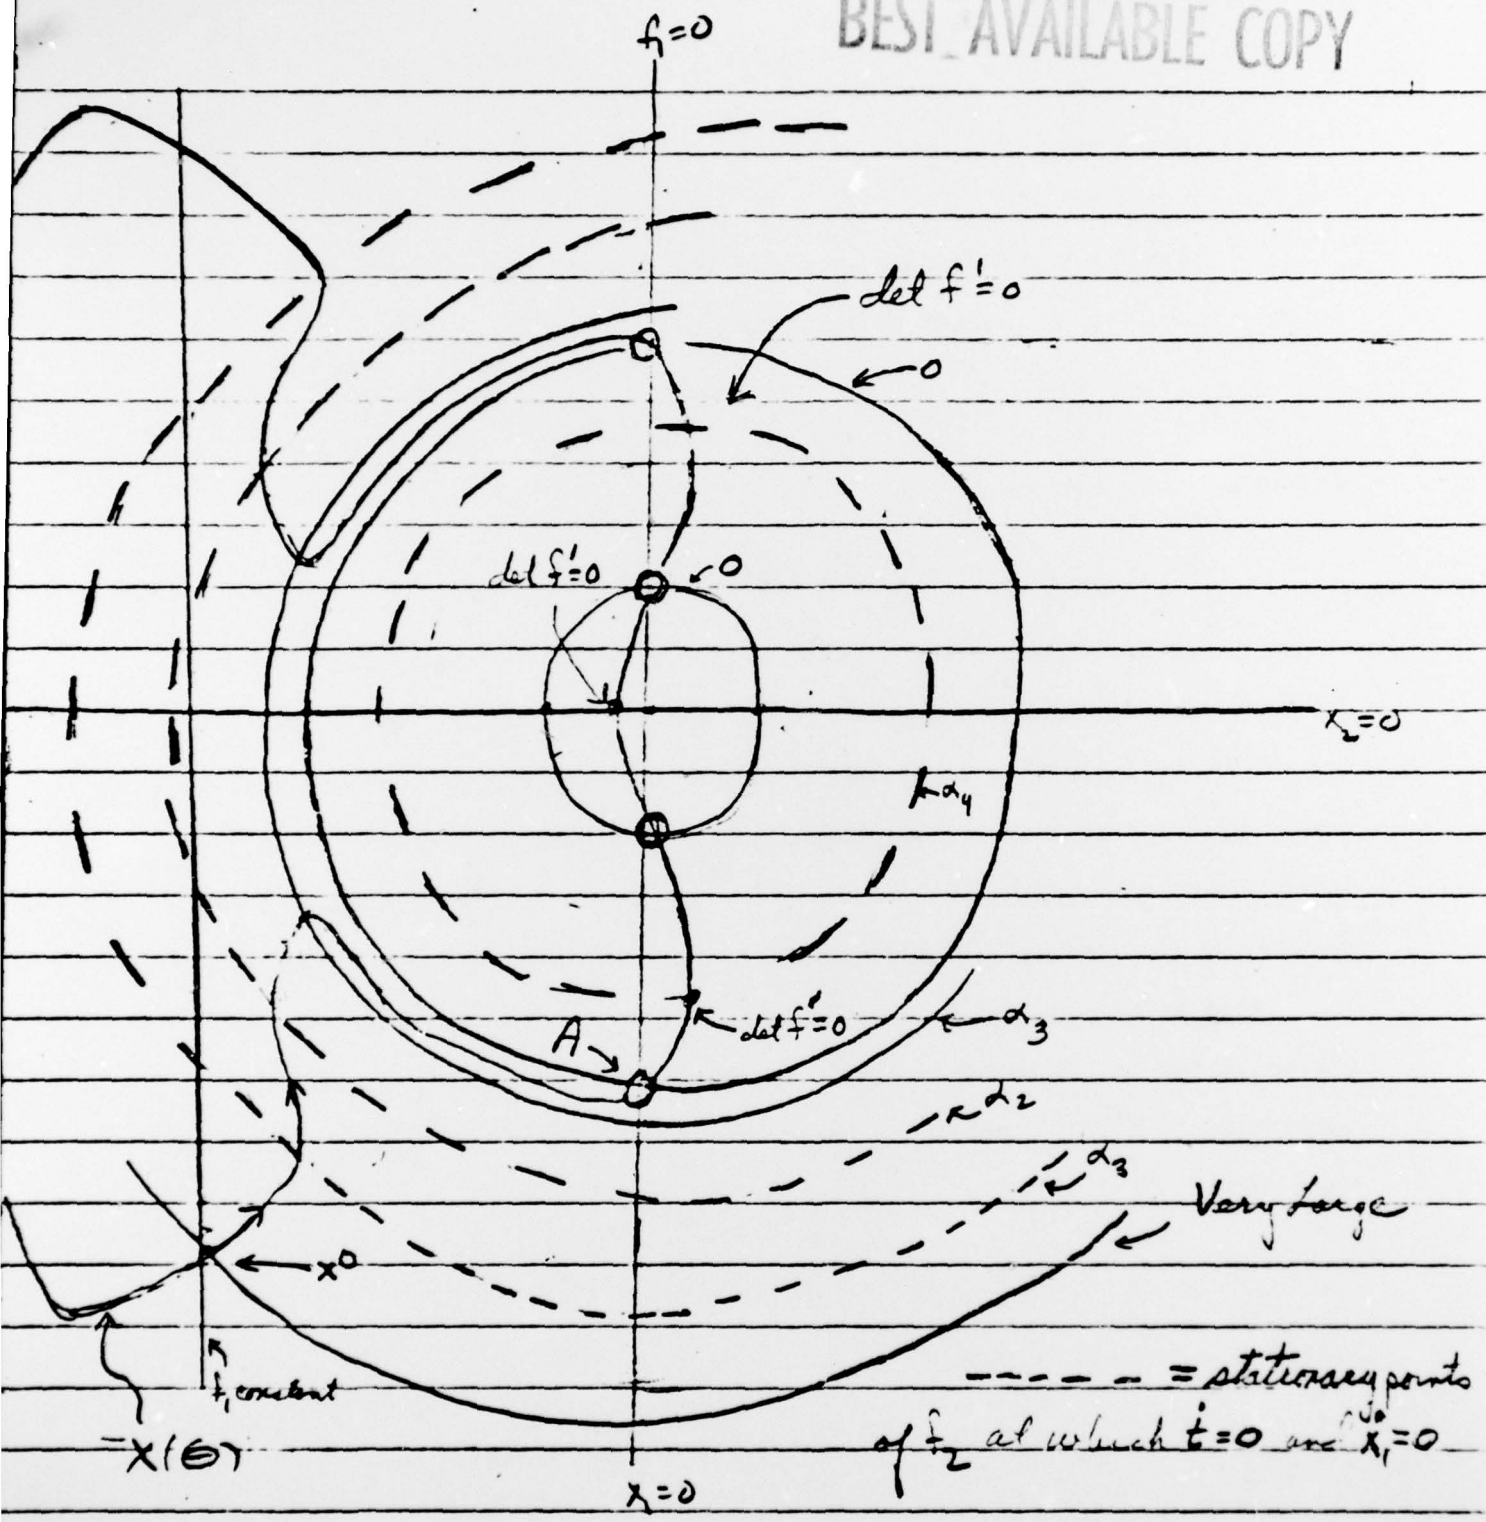 BEST AVAILABLE COPY
f₁=0
det f'=0
0
det f'=0
0
x₂=0
α₄
A
det f'=0
α₃
α₂
α₃
Very Large
x⁰
f₁ constant
----- = stationary points
of f₂ at which ṫ=0 and ẋ₁=0
X(θ)
x₁=0